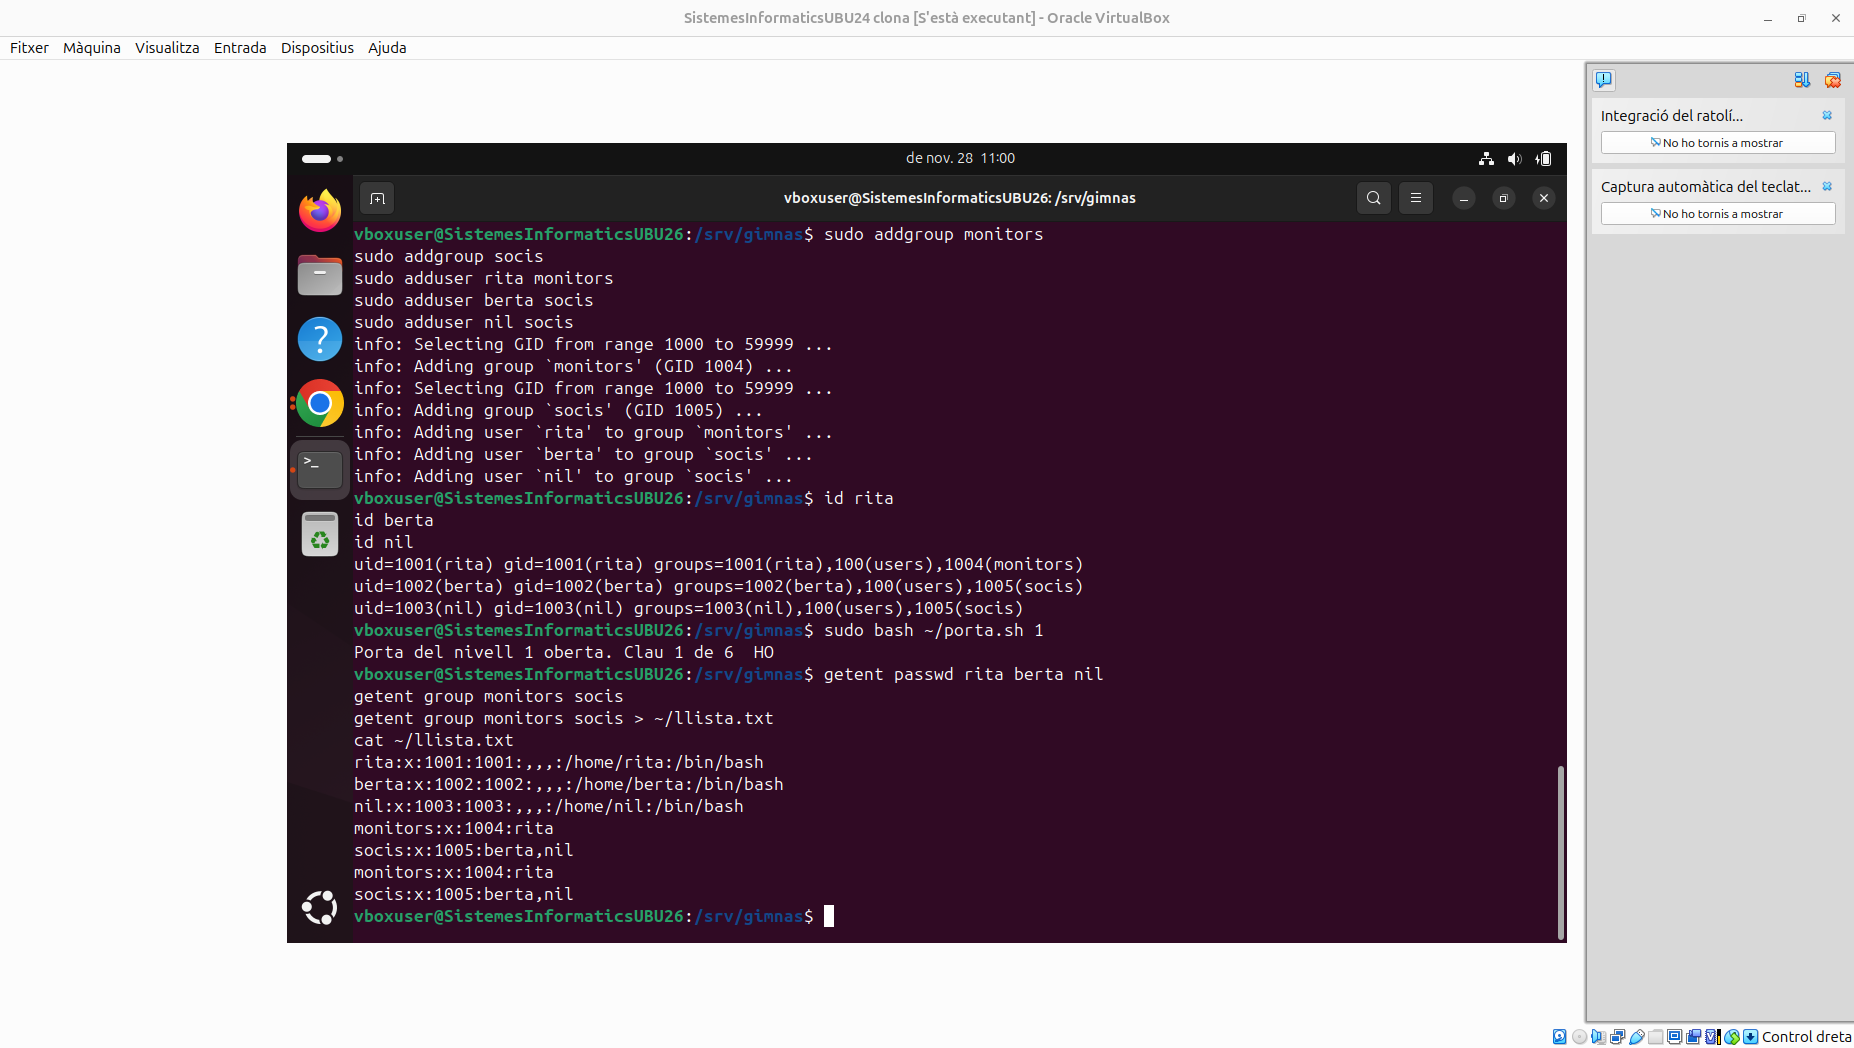 SistemesInformaticsUBU24 clona [S'està executant] - Oracle VirtualBox
Fitxer Màquina Visualitza Entrada Dispositius Ajuda
Integració del ratolí...
No ho tornis a mostrar
Captura automàtica del teclat...
No ho tornis a mostrar
de nov. 28 11:00
vboxuser@SistemesInformaticsUBU26: /srv/gimnas
vboxuser@SistemesInformaticsUBU26:/srv/gimnas$ sudo addgroup monitors
sudo addgroup socis
sudo adduser rita monitors
sudo adduser berta socis
sudo adduser nil socis
info: Selecting GID from range 1000 to 59999 ...
info: Adding group `monitors' (GID 1004) ...
info: Selecting GID from range 1000 to 59999 ...
info: Adding group `socis' (GID 1005) ...
info: Adding user `rita' to group `monitors' ...
info: Adding user `berta' to group `socis' ...
info: Adding user `nil' to group `socis' ...
vboxuser@SistemesInformaticsUBU26:/srv/gimnas$ id rita
id berta
id nil
uid=1001(rita) gid=1001(rita) groups=1001(rita),100(users),1004(monitors)
uid=1002(berta) gid=1002(berta) groups=1002(berta),100(users),1005(socis)
uid=1003(nil) gid=1003(nil) groups=1003(nil),100(users),1005(socis)
vboxuser@SistemesInformaticsUBU26:/srv/gimnas$ sudo bash ~/porta.sh 1
Porta del nivell 1 oberta. Clau 1 de 6  HO
vboxuser@SistemesInformaticsUBU26:/srv/gimnas$ getent passwd rita berta nil
getent group monitors socis
getent group monitors socis > ~/llista.txt
cat ~/llista.txt
rita:x:1001:1001:,,,:/home/rita:/bin/bash
berta:x:1002:1002:,,,:/home/berta:/bin/bash
nil:x:1003:1003:,,,:/home/nil:/bin/bash
monitors:x:1004:rita
socis:x:1005:berta,nil
monitors:x:1004:rita
socis:x:1005:berta,nil
vboxuser@SistemesInformaticsUBU26:/srv/gimnas$
Control dreta